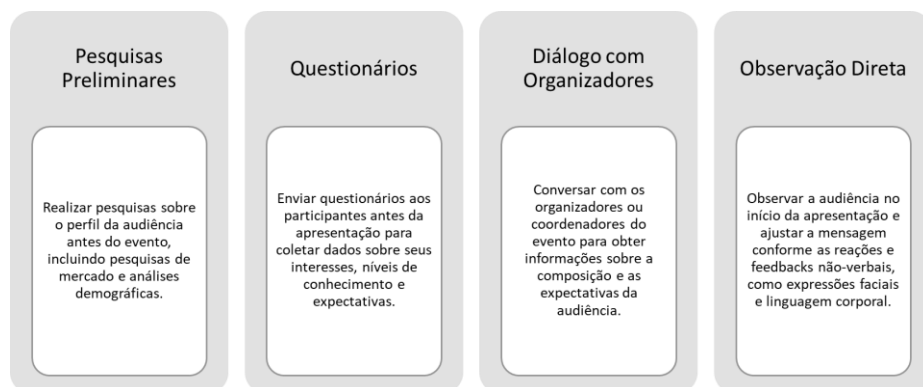 Pesquisas
Preliminares
Realizar pesquisas sobre
o perfil da audiência
antes do evento,
incluindo pesquisas de
mercado e análises
demográficas.
Questionários
Enviar questionários aos
participantes antes da
apresentação para
coletar dados sobre seus
interesses, níveis de
conhecimento e
expectativas.
Diálogo com
Organizadores
Conversar com os
organizadores ou
coordenadores do
evento para obter
informações sobre a
composição e as
expectativas da
audiência.
Observação Direta
Observar a audiência no
início da apresentação e
ajustar a mensagem
conforme as reações e
feedbacks não-verbais,
como expressões faciais
e linguagem corporal.